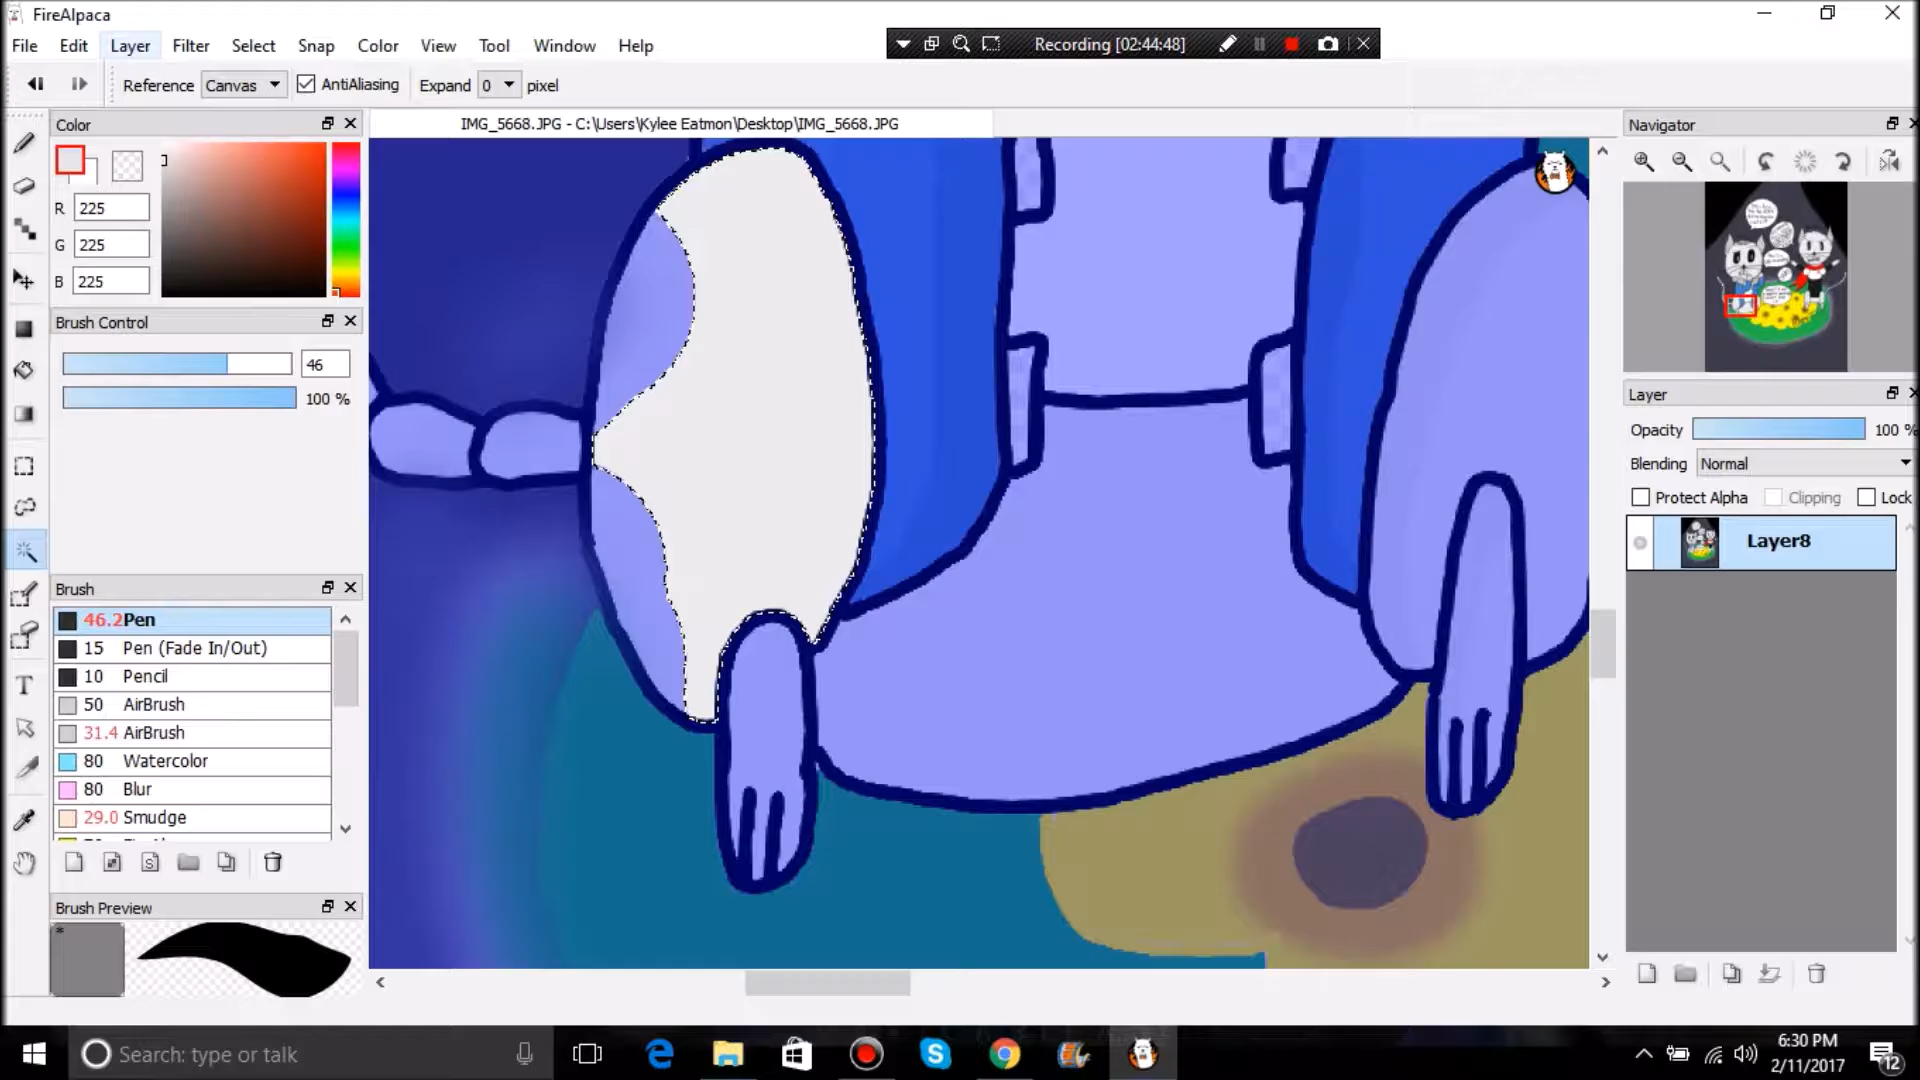 FireAlpaca
File Edit Layer Filter Select Snap Color View Tool Window Help
Recording [02:44:48]
Reference Canvas AntiAliasing Expand 0 pixel
Color
IMG_5668.JPG - C:\Users\Kylee Eatmon\Desktop\IMG_5668.JPG
Navigator
R 225
G 225
B 225
Brush Control
46
100 %
Layer
Opacity 100 %
Blending Normal
Protect Alpha Clipping Lock
Layer8
Brush
46.2 Pen
15 Pen (Fade In/Out)
10 Pencil
50 AirBrush
31.4 AirBrush
80 Watercolor
80 Blur
29.0 Smudge
Brush Preview
*
Search: type or talk
6:30 PM
2/11/2017
12